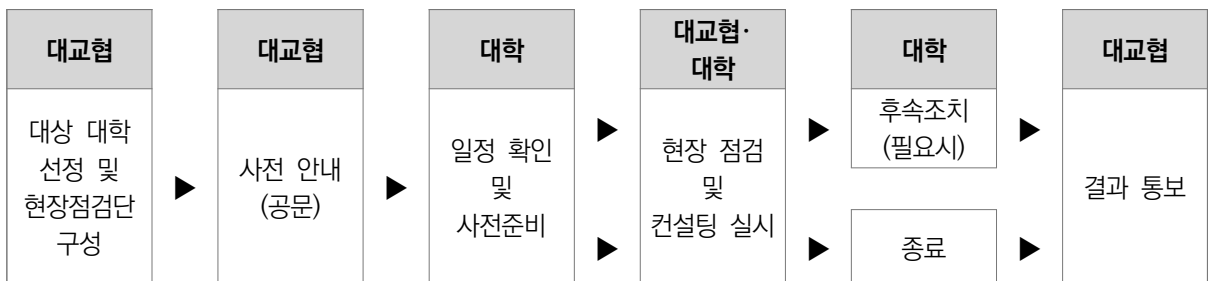 대교협
대상 대학
선정 및
현장점검단
구성
▶
대교협
사전 안내
(공문)
▶
대학
일정 확인
및
사전준비
▶
▶
대교협·
대학
현장 점검
및
컨설팅 실시
▶
▶
대학
후속조치
(필요시)
종료
▶
▶
대교협
결과 통보